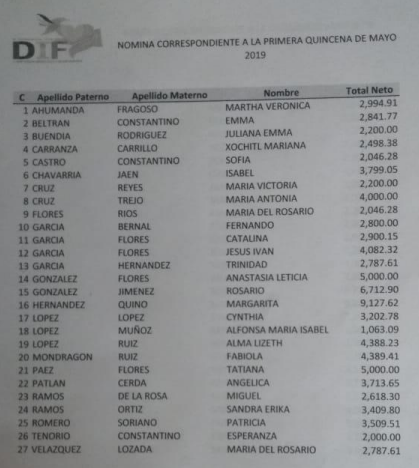 DIF
NOMINA CORRESPONDIENTE A LA PRIMERA QUINCENA DE MAYO
2019
C Apellido Paterno Apellido Materno Nombre Total Neto
1 AHUMANDA FRAGOSO MARTHA VERONICA 2,994.91
2 BELTRAN CONSTANTINO EMMA 2,841.77
3 BUENDIA RODRIGUEZ JULIANA EMMA 2,200.00
4 CARRANZA CARRILLO XOCHITL MARIANA 2,498.38
5 CASTRO CONSTANTINO SOFIA 2,046.28
6 CHAVARRIA JAEN ISABEL 3,799.05
7 CRUZ REYES MARIA VICTORIA 2,200.00
8 CRUZ TREJO MARIA ANTONIA 4,000.00
9 FLORES RIOS MARIA DEL ROSARIO 2,046.28
10 GARCIA BERNAL FERNANDO 2,800.00
11 GARCIA FLORES CATALINA 2,900.15
12 GARCIA FLORES JESUS IVAN 4,082.32
13 GARCIA HERNANDEZ TRINIDAD 2,787.61
14 GONZALEZ FLORES ANASTASIA LETICIA 5,000.00
15 GONZALEZ JIMENEZ ROSARIO 6,712.90
16 HERNANDEZ QUINO MARGARITA 9,127.62
17 LOPEZ LOPEZ CYNTHIA 3,202.78
18 LOPEZ MUÑOZ ALFONSA MARIA ISABEL 1,063.09
19 LOPEZ RUIZ ALMA LIZETH 4,388.23
20 MONDRAGON RUIZ FABIOLA 4,389.41
21 PAEZ FLORES TATIANA 5,000.00
22 PATLAN CERDA ANGELICA 3,713.65
23 RAMOS DE LA ROSA MIGUEL 2,618.30
24 RAMOS ORTIZ SANDRA ERIKA 3,409.80
25 ROMERO SORIANO PATRICIA 3,509.51
26 TENORIO CONSTANTINO ESPERANZA 2,000.00
27 VELAZQUEZ LOZADA MARIA DEL ROSARIO 2,787.61